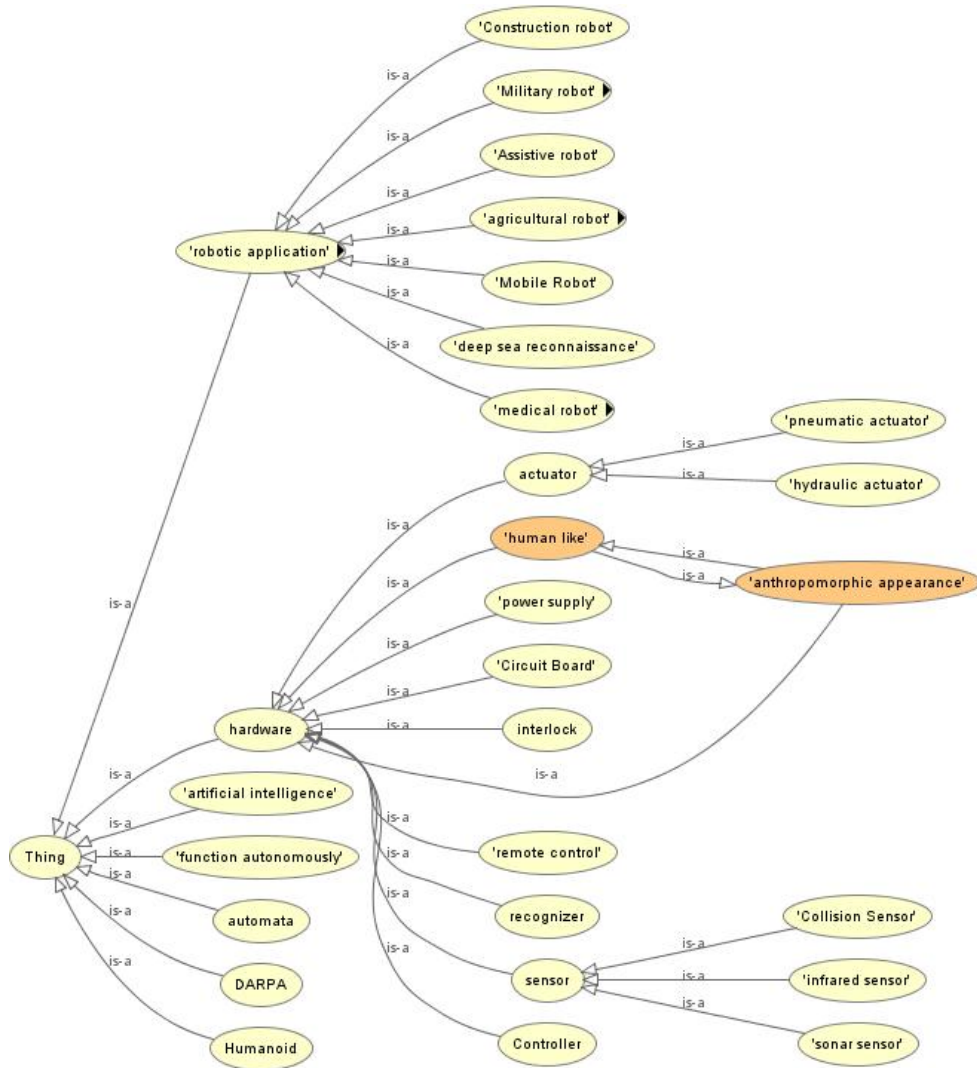 'Construction robot'
is-a
'Military robot'
is-a
'Assistive robot'
is-a
'agricultural robot'
is-a
'robotic application'
is-a
'Mobile Robot'
is-a
'deep sea reconnaissance'
is-a
'medical robot'
'pneumatic actuator'
is-a
actuator
is-a
'hydraulic actuator'
is-a
'human like'
is-a
is-a
is-a
'anthropomorphic appearance'
'power supply'
is-a
is-a
'Circuit Board'
is-a
hardware
is-a
interlock
is-a
is-a
'artificial intelligence'
is-a
is-a
'remote control'
Thing
is-a
'function autonomously'
is-a
is-a
automata
is-a
recognizer
'Collision Sensor'
is-a
is-a
is-a
DARPA
sensor
is-a
'infrared sensor'
is-a
is-a
Humanoid
Controller
'sonar sensor'